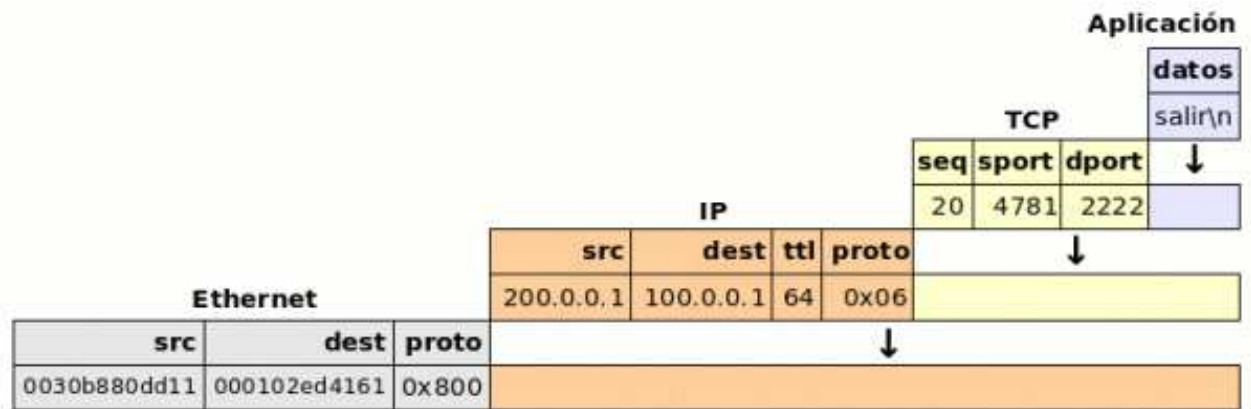 Aplicación
datos
salir\n
TCP
seq sport dport
20 4781 2222
IP
src dest ttl proto
200.0.0.1 100.0.0.1 64 0x06
Ethernet
src dest proto
0030b880dd11 000102ed4161 0x800